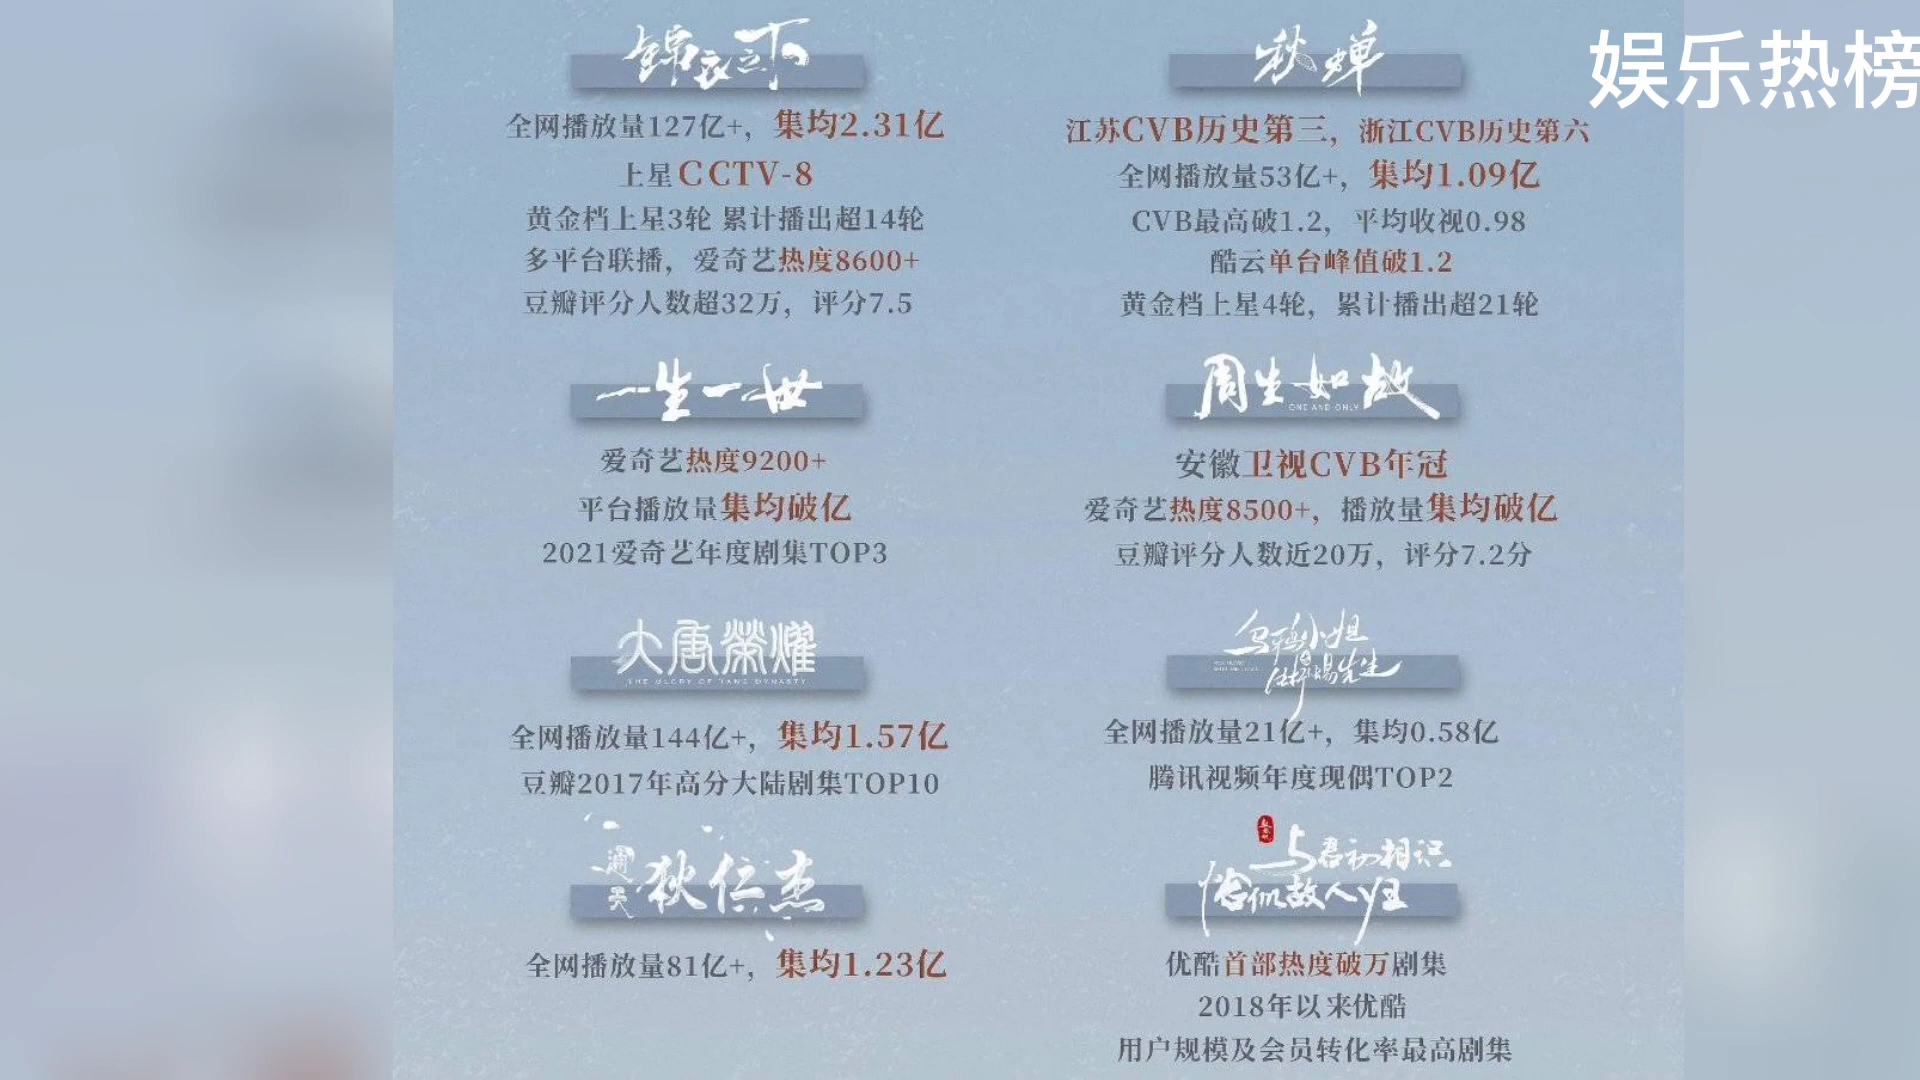 娱乐热榜
锦衣之下
全网播放量127亿+，集均2.31亿
上星CCTV-8
黄金档上星3轮 累计播出超14轮
多平台联播，爱奇艺热度8600+
豆瓣评分人数超32万，评分7.5
秋蝉
江苏CVB历史第三，浙江CVB历史第六
全网播放量53亿+，集均1.09亿
CVB最高破1.2，平均收视0.98
酷云单台峰值破1.2
黄金档上星4轮，累计播出超21轮
一生一世
爱奇艺热度9200+
平台播放量集均破亿
2021爱奇艺年度剧集TOP3
周生如故
ONE AND ONLY
安徽卫视CVB年冠
爱奇艺热度8500+，播放量集均破亿
豆瓣评分人数近20万，评分7.2分
大唐榮耀
THE GLORY OF TANG DYNASTY
全网播放量144亿+，集均1.57亿
豆瓣2017年高分大陆剧集TOP10
乌鸦小姐
与蜥蜴先生
全网播放量21亿+，集均0.58亿
腾讯视频年度现偶TOP2
通天狄仁杰
全网播放量81亿+，集均1.23亿
与君初相识
恰似故人归
优酷首部热度破万剧集
2018年以来优酷
用户规模及会员转化率最高剧集